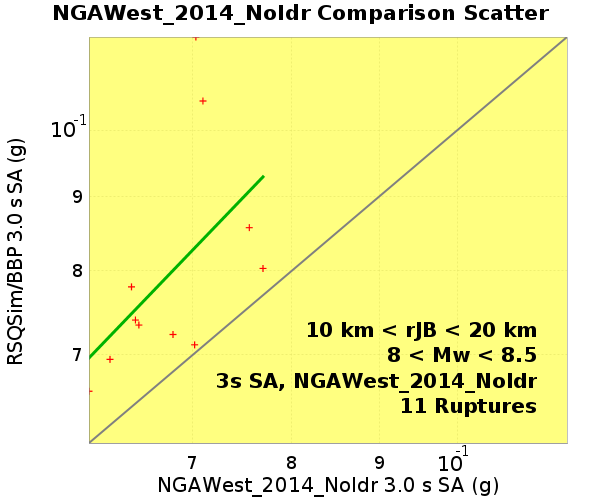 NGAWest_2014_NoIdr Comparison Scatter
RSQSim/BBP 3.0 s SA (g)
10-1
9
8
7
10 km < rJB < 20 km
8 < Mw < 8.5
3s SA, NGAWest_2014_NoIdr
11 Ruptures
7 8 9 10-1
NGAWest_2014_NoIdr 3.0 s SA (g)